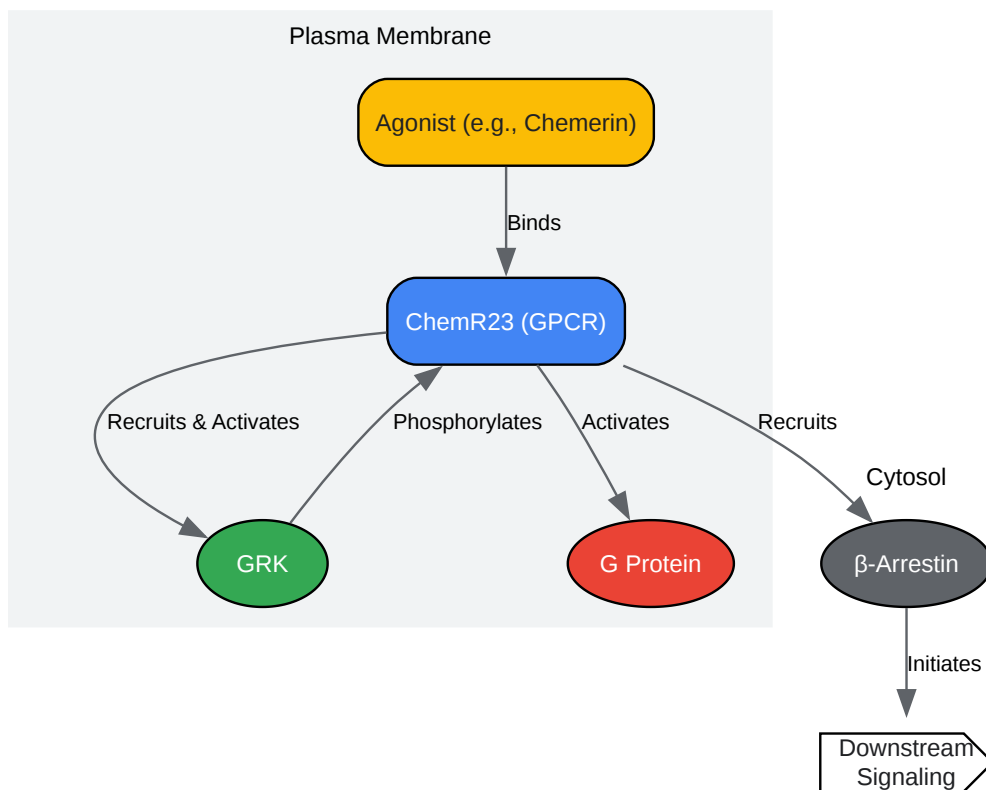 Plasma Membrane
Agonist (e.g., Chemerin)
Binds
ChemR23 (GPCR)
Recruits & Activates
Phosphorylates
Activates
Recruits
Cytosol
GRK
G Protein
β-Arrestin
Initiates
Downstream
Signaling